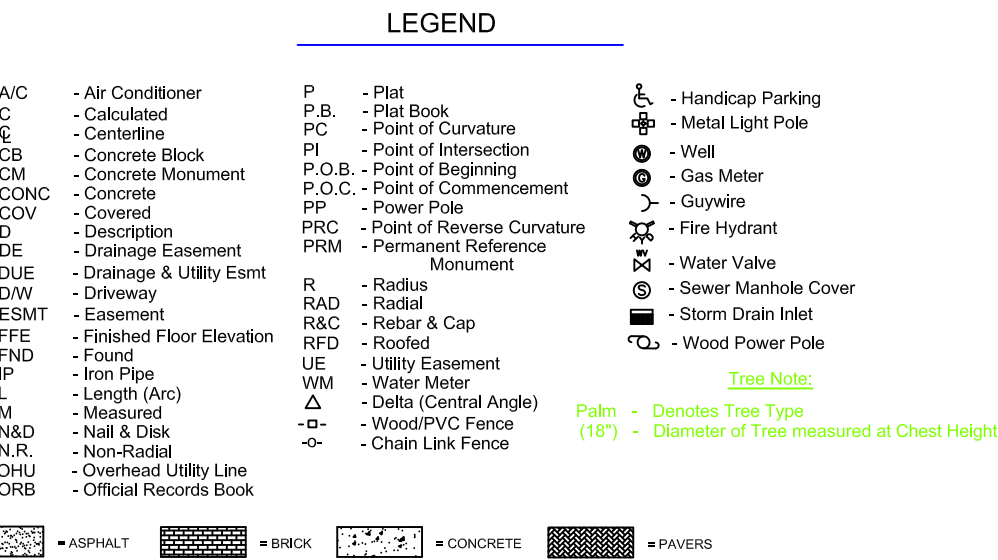 LEGEND
A/C - Air Conditioner
C - Calculated
℄ - Centerline
CB - Concrete Block
CM - Concrete Monument
CONC - Concrete
COV - Covered
D - Description
DE - Drainage Easement
DUE - Drainage & Utility Esmt
D/W - Driveway
ESMT - Easement
FFE - Finished Floor Elevation
FND - Found
IP - Iron Pipe
L - Length (Arc)
M - Measured
N&D - Nail & Disk
N.R. - Non-Radial
OHU - Overhead Utility Line
ORB - Official Records Book
P - Plat
P.B. - Plat Book
PC - Point of Curvature
PI - Point of Intersection
P.O.B. - Point of Beginning
P.O.C. - Point of Commencement
PP - Power Pole
PRC - Point of Reverse Curvature
PRM - Permanent Reference
Monument
R - Radius
RAD - Radial
R&C - Rebar & Cap
RFD - Roofed
UE - Utility Easement
WM - Water Meter
Δ - Delta (Central Angle)
- Wood/PVC Fence
-o- - Chain Link Fence
- Handicap Parking
- Metal Light Pole
W - Well
G - Gas Meter
- Guywire
- Fire Hydrant
WV
- Water Valve
S - Sewer Manhole Cover
- Storm Drain Inlet
- Wood Power Pole
Tree Note:
Palm - Denotes Tree Type
(18") - Diameter of Tree measured at Chest Height
= ASPHALT
= BRICK
= CONCRETE
= PAVERS